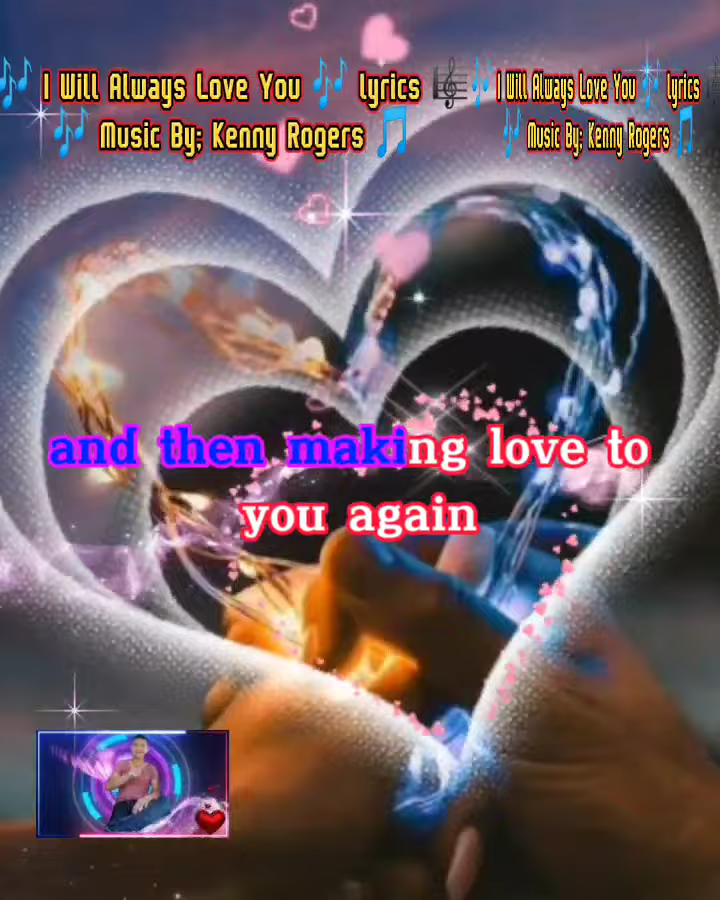 🎶 I Will Always Love You 🎶 lyrics 🎼
🎶 Music By; Kenny Rogers 🎵
🎶 I Will Always Love You 🎶 lyrics 🎼
🎶 Music By; Kenny Rogers 🎵
and then making love to
you again